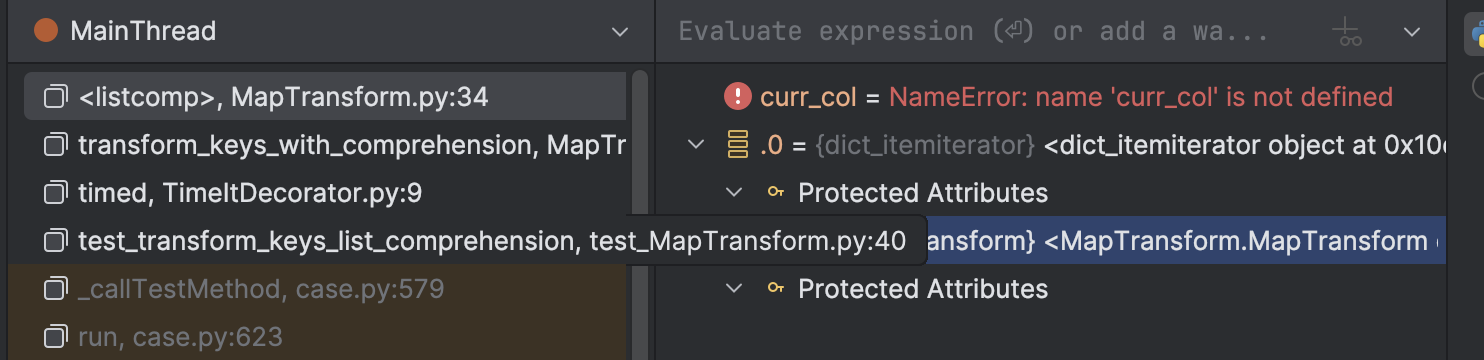 MainThread
Evaluate expression (⏎) or add a wa...
<listcomp>, MapTransform.py:34
curr_col = NameError: name 'curr_col' is not defined
transform_keys_with_comprehension, MapTr
.0 = {dict_itemiterator} <dict_itemiterator object at 0x10
timed, TimeItDecorator.py:9
Protected Attributes
test_transform_keys_list_comprehension, test_MapTransform.py:40
ansform} <MapTransform.MapTransform
_callTestMethod, case.py:579
Protected Attributes
run, case.py:623